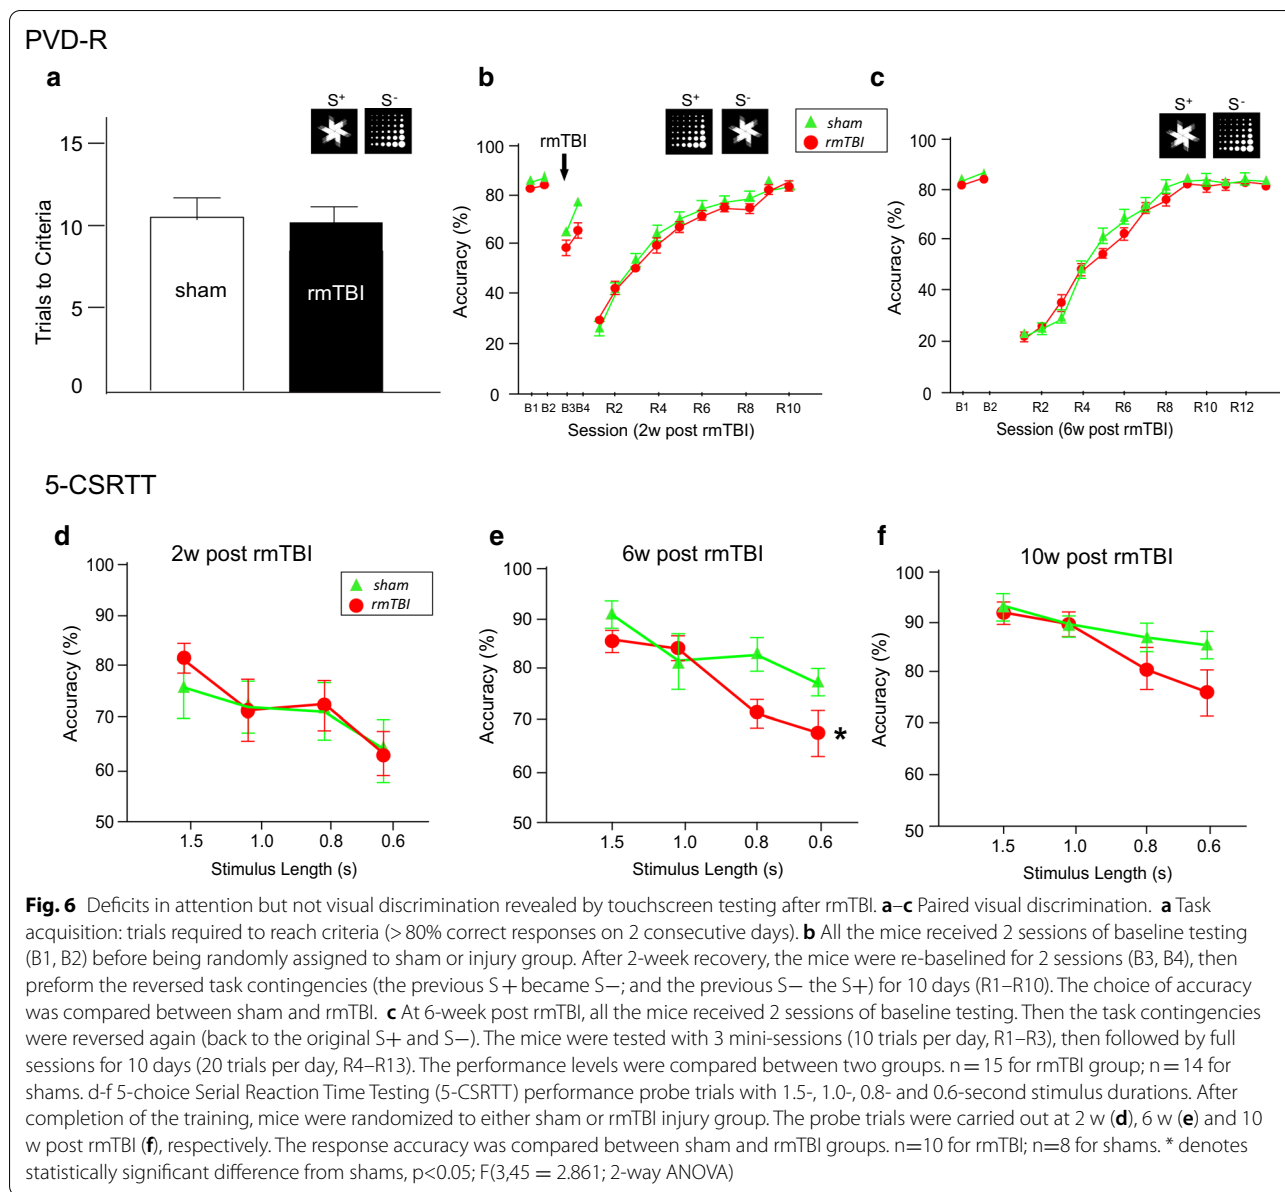 PVD-R
a
S+ S-
Trials to Criteria
15
10
5
0
sham
rmTBI
b
S+ S-
sham
rmTBI
rmTBI
Accuracy (%)
100
80
60
40
20
0
B1 B2 B3 B4 R2 R4 R6 R8 R10
Session (2w post rmTBI)
c
S+ S-
Accuracy (%)
100
80
60
40
20
0
B1 B2 R2 R4 R6 R8 R10 R12
Session (6w post rmTBI)
5-CSRTT
d
2w post rmTBI
sham
rmTBI
Accuracy (%)
100
90
80
70
60
50
1.5 1.0 0.8 0.6
Stimulus Length (s)
e
6w post rmTBI
Accuracy (%)
100
90
80
70
60
50
*
1.5 1.0 0.8 0.6
Stimulus Length (s)
f
10w post rmTBI
Accuracy (%)
100
90
80
70
60
50
1.5 1.0 0.8 0.6
Stimulus Length (s)
Fig. 6 Deficits in attention but not visual discrimination revealed by touchscreen testing after rmTBI. a–c Paired visual discrimination. a Task
acquisition: trials required to reach criteria (> 80% correct responses on 2 consecutive days). b All the mice received 2 sessions of baseline testing
(B1, B2) before being randomly assigned to sham or injury group. After 2-week recovery, the mice were re-baselined for 2 sessions (B3, B4), then
preform the reversed task contingencies (the previous S+ became S−; and the previous S− the S+) for 10 days (R1–R10). The choice of accuracy
was compared between sham and rmTBI. c At 6-week post rmTBI, all the mice received 2 sessions of baseline testing. Then the task contingencies
were reversed again (back to the original S+ and S−). The mice were tested with 3 mini-sessions (10 trials per day, R1–R3), then followed by full
sessions for 10 days (20 trials per day, R4–R13). The performance levels were compared between two groups. n = 15 for rmTBI group; n = 14 for
shams. d-f 5-choice Serial Reaction Time Testing (5-CSRTT) performance probe trials with 1.5-, 1.0-, 0.8- and 0.6-second stimulus durations. After
completion of the training, mice were randomized to either sham or rmTBI injury group. The probe trials were carried out at 2 w (d), 6 w (e) and 10
w post rmTBI (f), respectively. The response accuracy was compared between sham and rmTBI groups. n=10 for rmTBI; n=8 for shams. * denotes
statistically significant difference from shams, p<0.05; F(3,45 = 2.861; 2-way ANOVA)